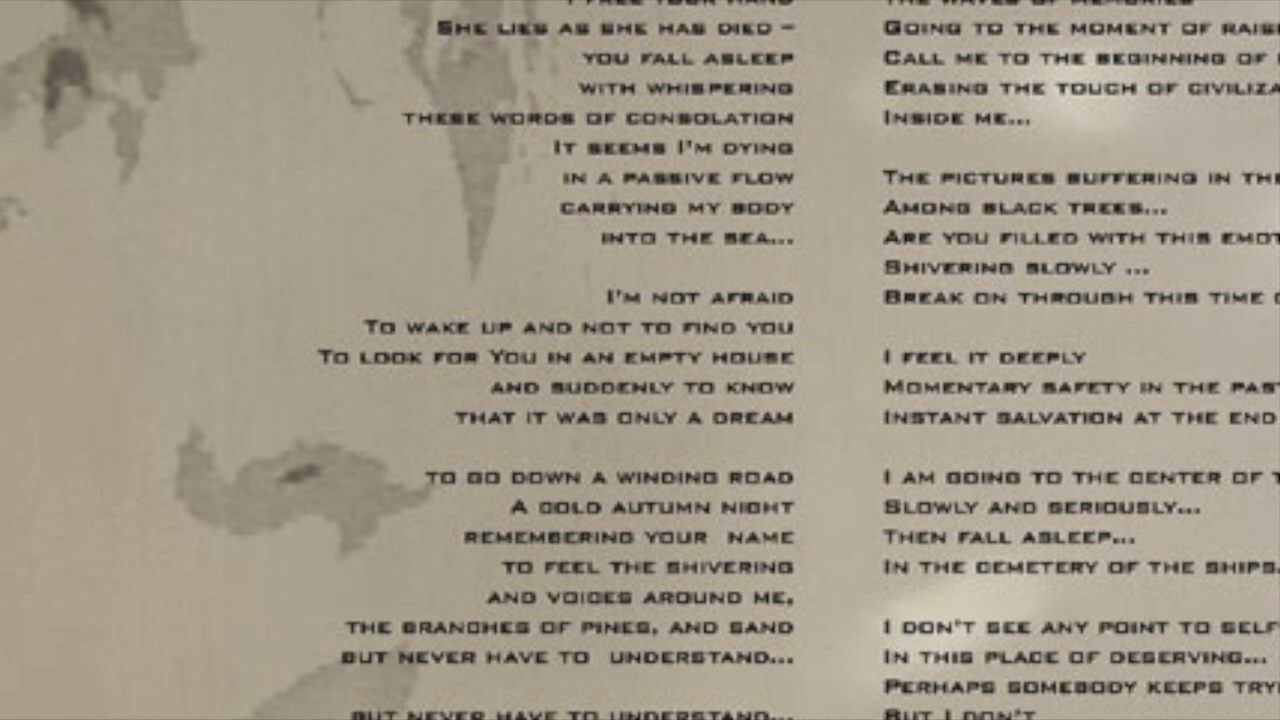 She lies as she has died –
you fall asleep
with whispering
these words of consolation
It seems I'm dying
in a passive flow
carrying my body
into the sea...
I'm not afraid
To wake up and not to find you
To look for You in an empty house
and suddenly to know
that it was only a dream
to go down a winding road
A cold autumn night
remembering your name
to feel the shivering
and voices around me,
the branches of pines, and sand
but never have to understand...
but never have to understand...
Going to the moment of
Call me to the beginning of
Erasing the touch of
Inside me...
The pictures suffering in
Among black trees...
Are you filled with this
Shivering slowly ...
Break on through this time
I feel it deeply
Momentary safety in the
Instant salvation at the end
I am going to the center of
Slowly and seriously...
Then fall asleep...
In the cemetery of the ships
I don't see any point to
In this place of deserving...
Perhaps somebody keeps
But I don't